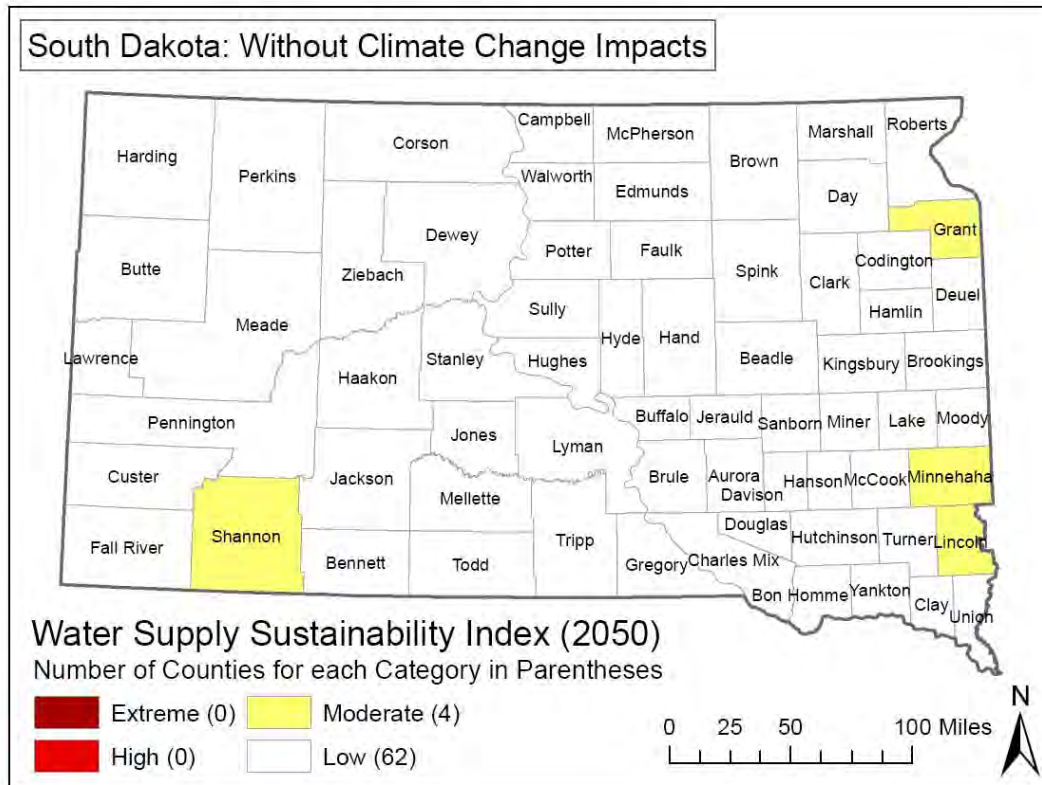 South Dakota: Without Climate Change Impacts
Campbell
McPherson
Marshall
Roberts
Harding
Corson
Brown
Perkins
Walworth
Edmunds
Day
Dewey
Grant
Butte
Ziebach
Potter
Faulk
Spink
Codington
Clark
Deuel
Meade
Sully
Hamlin
Lawrence
Stanley
Hughes
Hyde
Hand
Beadle
Kingsbury
Brookings
Haakon
Pennington
Buffalo
Jerauld
Sanborn
Miner
Lake
Moody
Jones
Lyman
Custer
Jackson
Brule
Aurora
Davison
Hanson
McCook
Minnehaha
Mellette
Shannon
Fall River
Bennett
Todd
Tripp
Gregory
Douglas
Charles Mix
Hutchinson
Turner
Lincoln
Bon Homme
Yankton
Clay
Union
Water Supply Sustainability Index (2050)
Number of Counties for each Category in Parentheses
Extreme (0)
Moderate (4)
High (0)
Low (62)
0 25 50 100 Miles
N